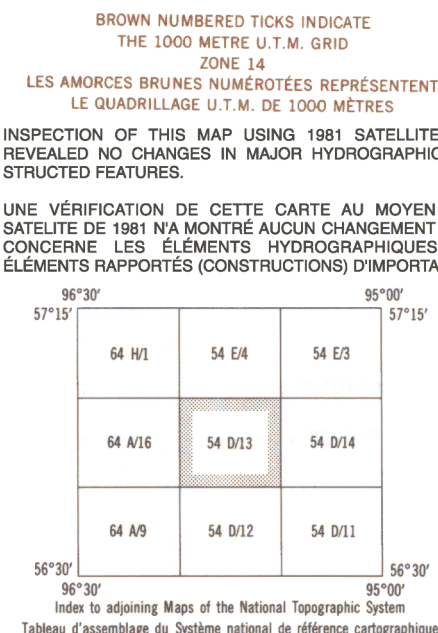 BROWN NUMBERED TICKS INDICATE
THE 1000 METRE U.T.M. GRID
ZONE 14
LES AMORCES BRUNES NUMÉROTÉES REPRÉSENTENT
LE QUADRILLAGE U.T.M. DE 1000 MÈTRES
INSPECTION OF THIS MAP USING 1981 SATELLITE
REVEALED NO CHANGES IN MAJOR HYDROGRAPHIC
STRUCTED FEATURES.
UNE VÉRIFICATION DE CETTE CARTE AU MOYEN
SATELITE DE 1981 N'A MONTRÉ AUCUN CHANGEMENT
CONCERNE LES ÉLÉMENTS HYDROGRAPHIQUES
ÉLÉMENTS RAPPORTÉS (CONSTRUCTIONS) D'IMPORTA
96°30' 95°00'
57°15' 57°15'
64 H/1 54 E/4 54 E/3
64 A/16 54 D/13 54 D/14
64 A/9 54 D/12 54 D/11
56°30' 56°30'
96°30' 95°00'
Index to adjoining Maps of the National Topographic System
Tableau d'assemblage du Système national de référence cartographique